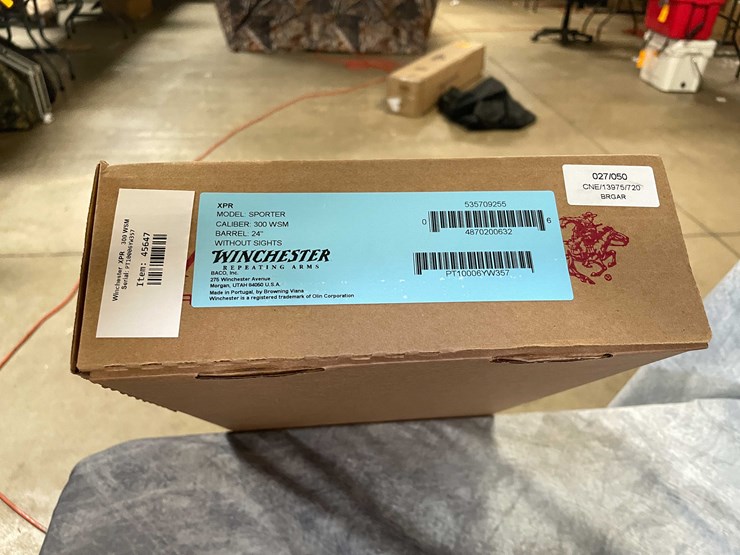 Winchester XPR 300 WSM
Serial PT10006YW357
Item: 45647
XPR
MODEL: SPORTER
CALIBER: 300 WSM
BARREL: 24"
WITHOUT SIGHTS
WINCHESTER
REPEATING ARMS
BACO, Inc.
275 Winchester Avenue
Morgan, UTAH 84050 U.S.A.
Made in Portugal, by Browning Viana
Winchester is a registered trademark of Olin Corporation
535709255
0 6
4870200632
PT10006YW357
027/050
CNE/13975/720
BRGAR